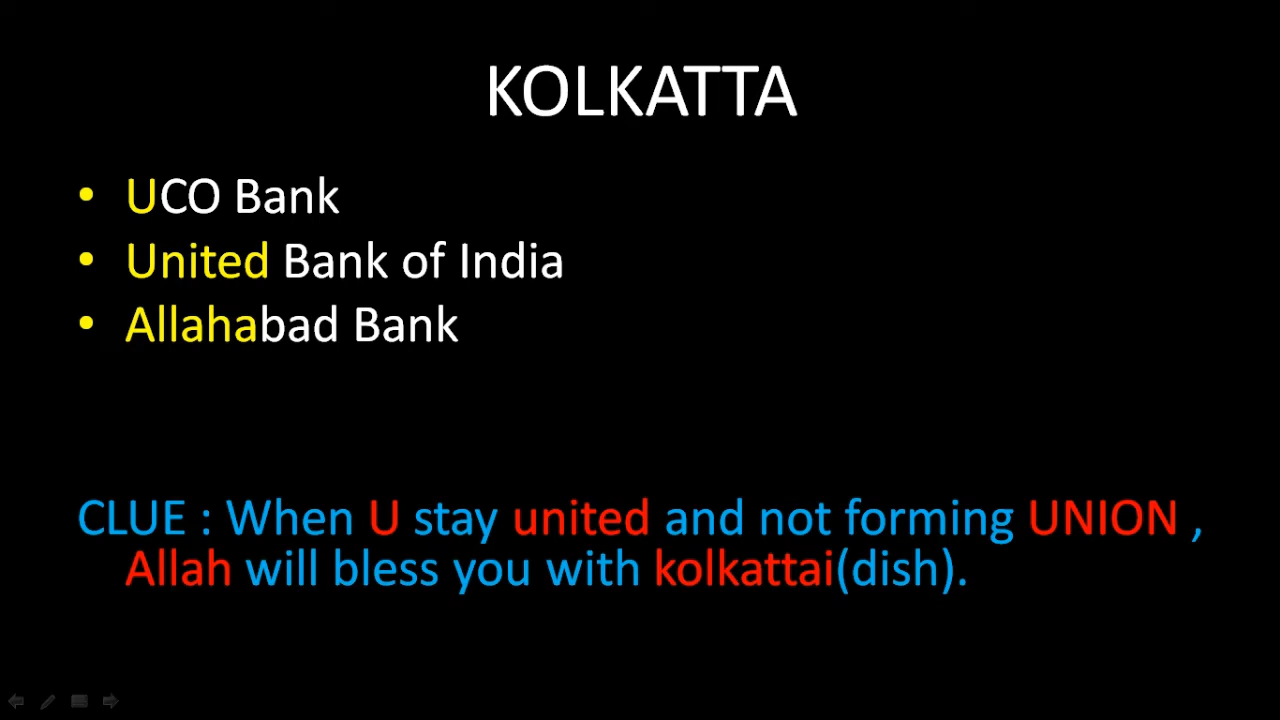 KOLKATTA
• UCO Bank
• United Bank of India
• Allahabad Bank
CLUE : When U stay united and not forming UNION ,
Allah will bless you with kolkattai(dish).